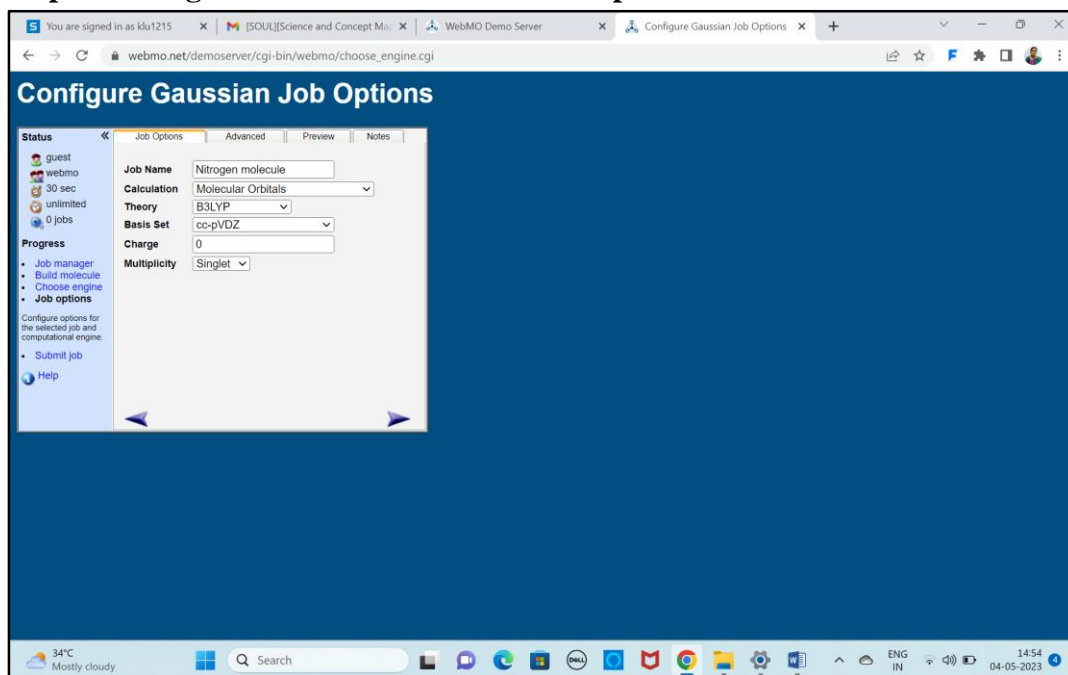 You are signed in as klu1215
[SOUL][Science and Concept Ma
WebMO Demo Server
Configure Gaussian Job Options
webmo.net/demoserver/cgi-bin/webmo/choose_engine.cgi
Configure Gaussian Job Options
Status
Job Options Advanced Preview Notes
guest
webmo
30 sec
unlimited
0 jobs
Job Name Nitrogen molecule
Calculation Molecular Orbitals
Theory B3LYP
Basis Set cc-pVDZ
Charge 0
Multiplicity Singlet
Progress
Job manager
Build molecule
Choose engine
Job options
Configure options for
the selected job and
computational engine.
Submit job
Help
34°C
Mostly cloudy
Search
DELL
ENG
IN
14:54
04-05-2023
4